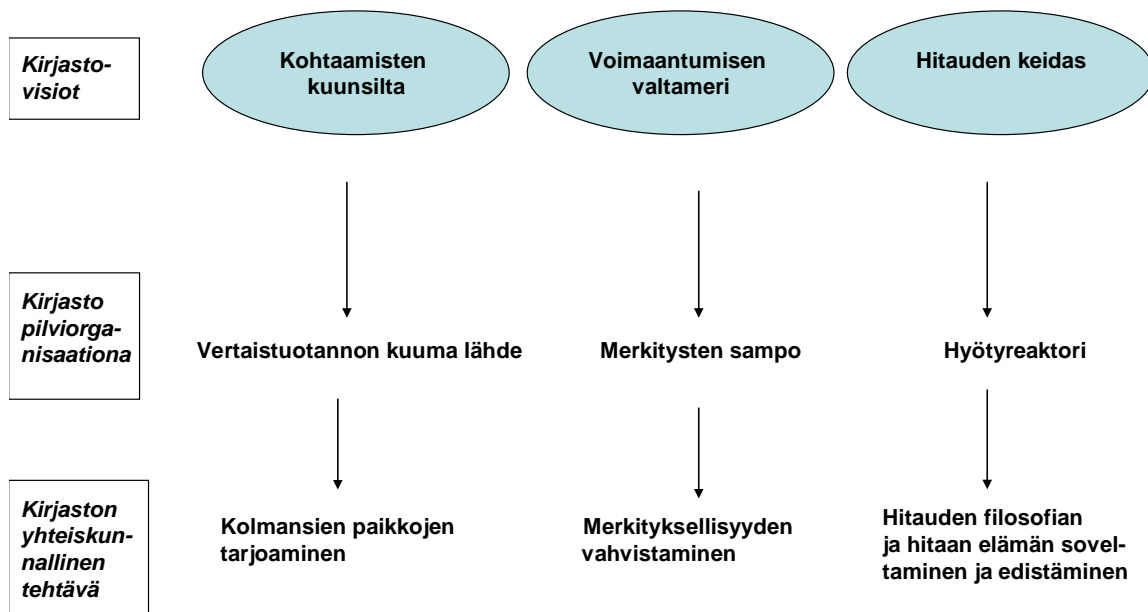 Kirjasto-
visiot
Kohtaamisten
kuunsilta
Voimaantumisen
valtameri
Hitauden keidas
Kirjasto
pilviorga-
nisaationa
Vertaistuotannon kuuma lähde
Merkitysten sampo
Hyötyreaktori
Kirjaston
yhteiskun-
nallinen
tehtävä
Kolmansien paikkojen
tarjoaminen
Merkityksellisyyden
vahvistaminen
Hitauden filosofian
ja hitaan elämän sovel-
taminen ja edistäminen